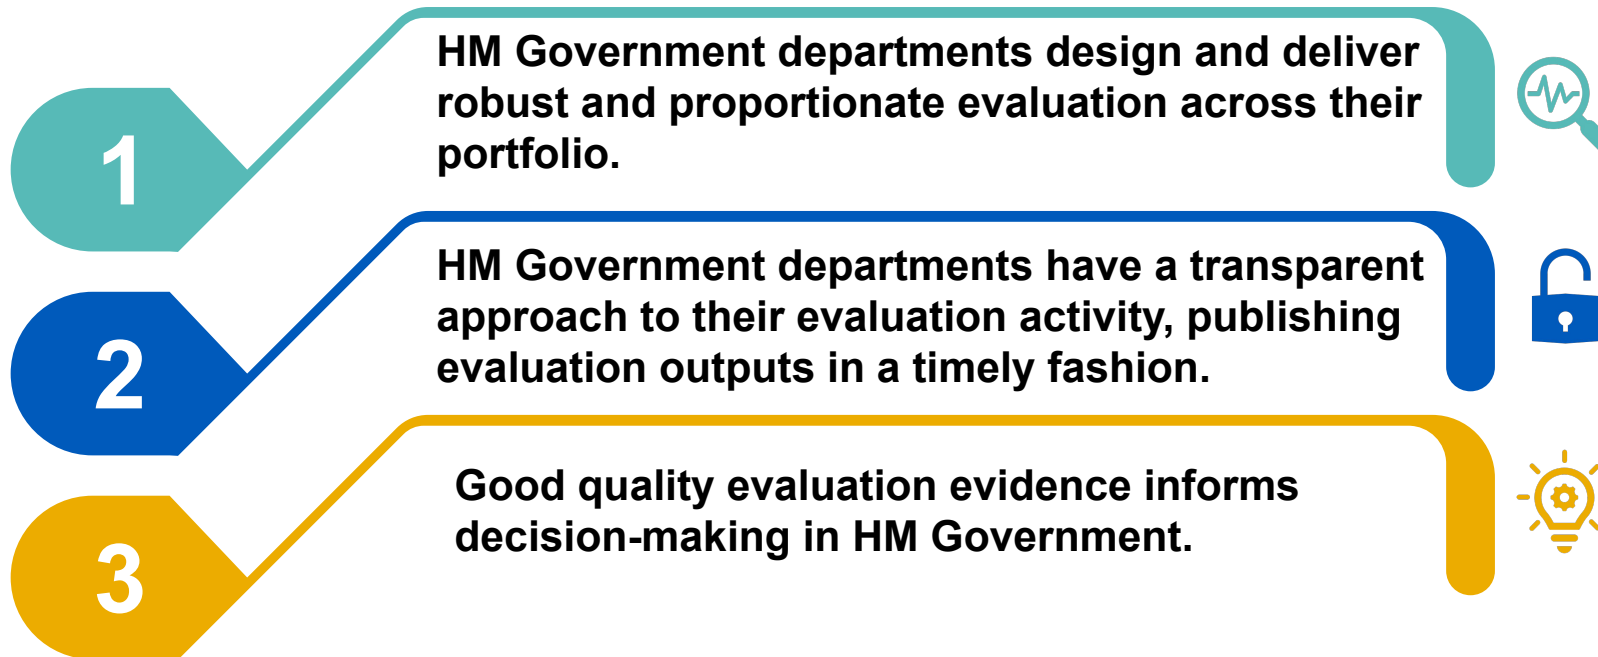 1
HM Government departments design and deliver
robust and proportionate evaluation across their
portfolio.
2
HM Government departments have a transparent
approach to their evaluation activity, publishing
evaluation outputs in a timely fashion.
3
Good quality evaluation evidence informs
decision-making in HM Government.